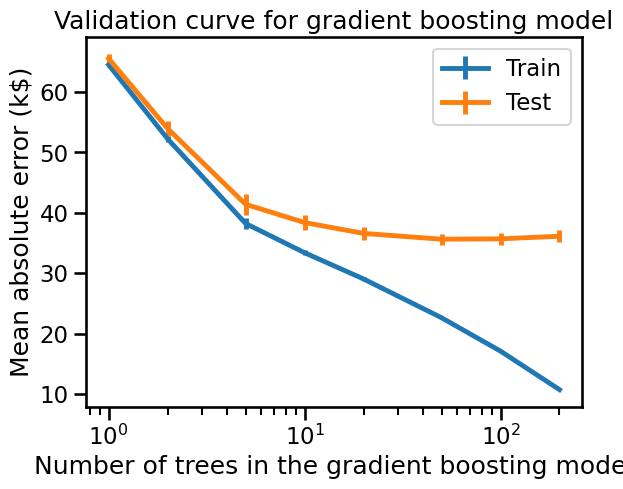 Validation curve for gradient boosting model
Train
Test
Mean absolute error (k$)
60
50
40
30
20
10
10⁰
10¹
10²
Number of trees in the gradient boosting mode